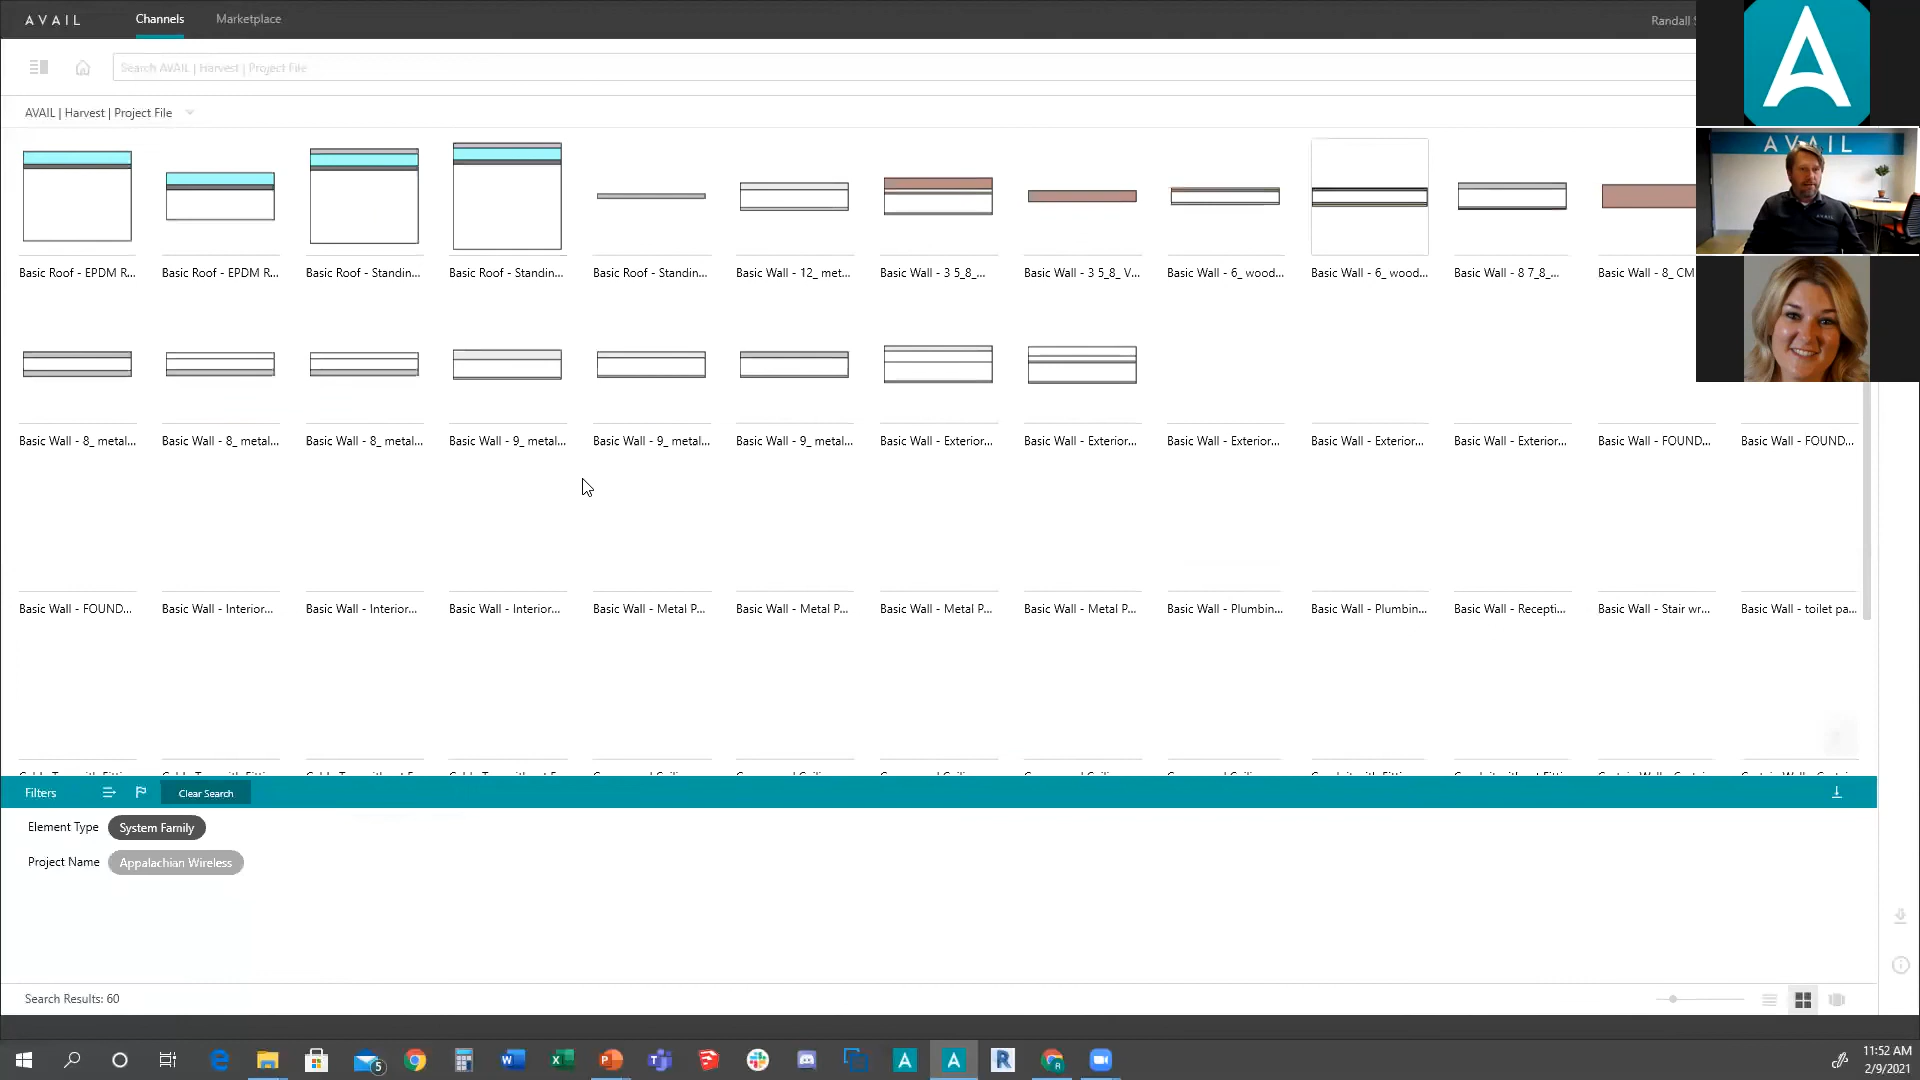 AVAIL
Channels
Marketplace
Randall S
Search AVAIL | Harvest | Project File
AVAIL | Harvest | Project File
AVAIL
Basic Roof - EPDM R... Basic Roof - EPDM R... Basic Roof - Standin... Basic Roof - Standin... Basic Roof - Standin... Basic Wall - 12_ met... Basic Wall - 3 5_8_... Basic Wall - 3 5_8_ V... Basic Wall - 6_ wood... Basic Wall - 6_ wood... Basic Wall - 8 7_8_... Basic Wall - 8_ CM
Basic Wall - 8_ metal... Basic Wall - 8_ metal... Basic Wall - 8_ metal... Basic Wall - 9_ metal... Basic Wall - 9_ metal... Basic Wall - 9_ metal... Basic Wall - Exterior... Basic Wall - Exterior... Basic Wall - Exterior... Basic Wall - Exterior... Basic Wall - Exterior... Basic Wall - FOUND... Basic Wall - FOUND...
Basic Wall - FOUND... Basic Wall - Interior... Basic Wall - Interior... Basic Wall - Interior... Basic Wall - Metal P... Basic Wall - Metal P... Basic Wall - Metal P... Basic Wall - Metal P... Basic Wall - Plumbin... Basic Wall - Plumbin... Basic Wall - Recepti... Basic Wall - Stair wr... Basic Wall - toilet pa...
Filters
Clear Search
Element Type System Family
Project Name Appalachian Wireless
Search Results: 60
5
11:52 AM
2/9/2021